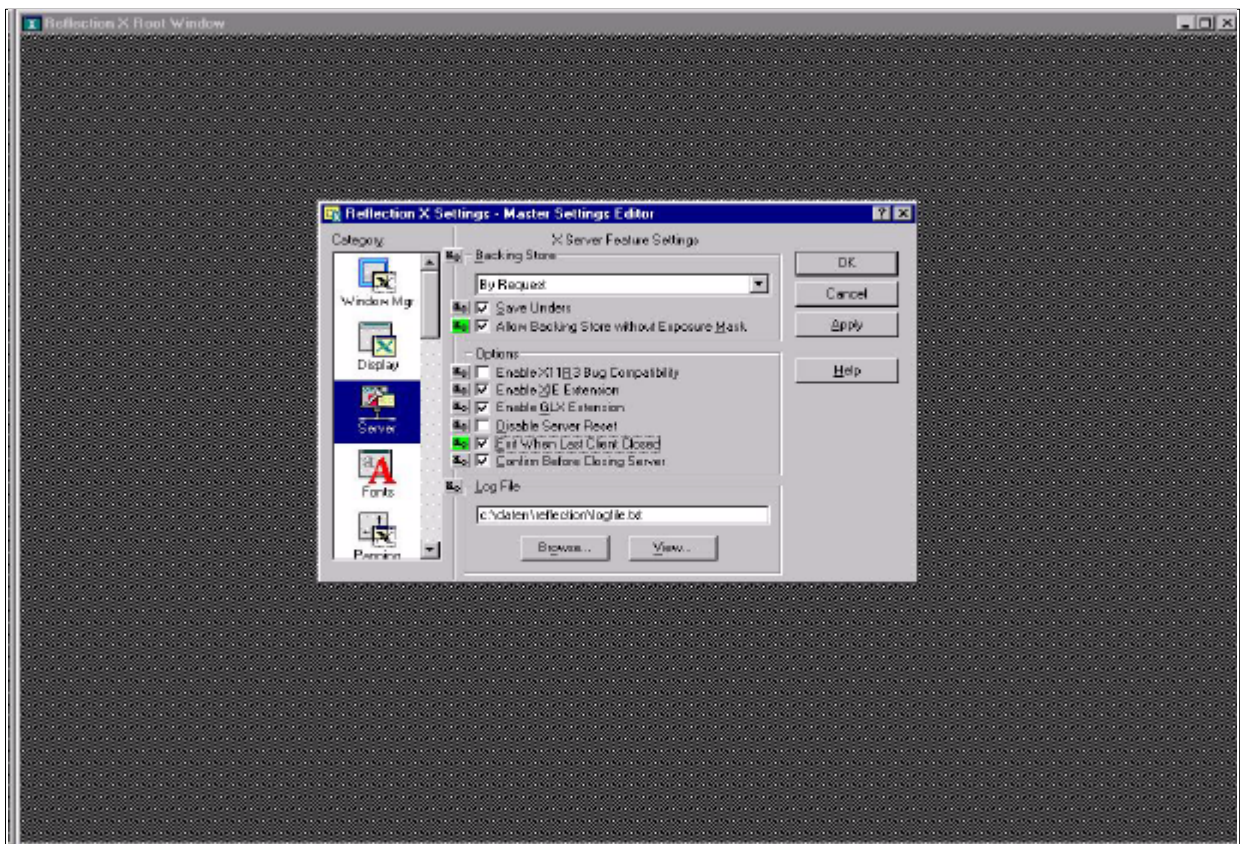 Reflection X Root Window
Reflection X Settings - Master Settings Editor
Category:
Window Mgr
Display
Server
Fonts
Panning
X Server Feature Settings
Backing Store
By Request
Save Unders
Allow Backing Store without Exposure Mask
Options
Enable X11R3 Bug Compatibility
Enable XIE Extension
Enable GLX Extension
Disable Server Reset
Exit When Last Client Closed
Confirm Before Closing Server
Log File
c:\daten\reflection\logfile.txt
Browse...
View...
OK
Cancel
Apply
Help